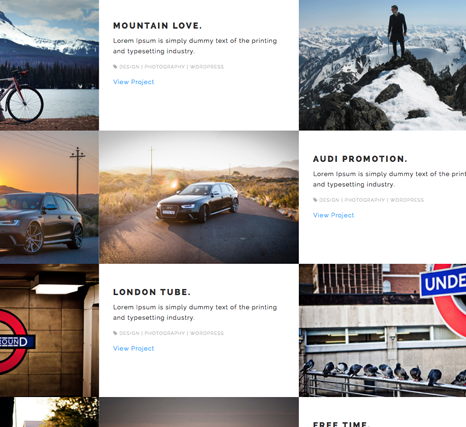 MOUNTAIN LOVE.
Lorem Ipsum is simply dummy text of the printing
and typesetting industry.
DESIGN | PHOTOGRAPHY | WORDPRESS
View Project
AUDI PROMOTION.
Lorem Ipsum is simply dummy text of the print
and typesetting industry.
DESIGN | PHOTOGRAPHY | WORDPRESS
View Project
LONDON TUBE.
Lorem Ipsum is simply dummy text of the printing
and typesetting industry.
DESIGN | PHOTOGRAPHY | WORDPRESS
View Project
OUND
UNDE
FREE TIME.